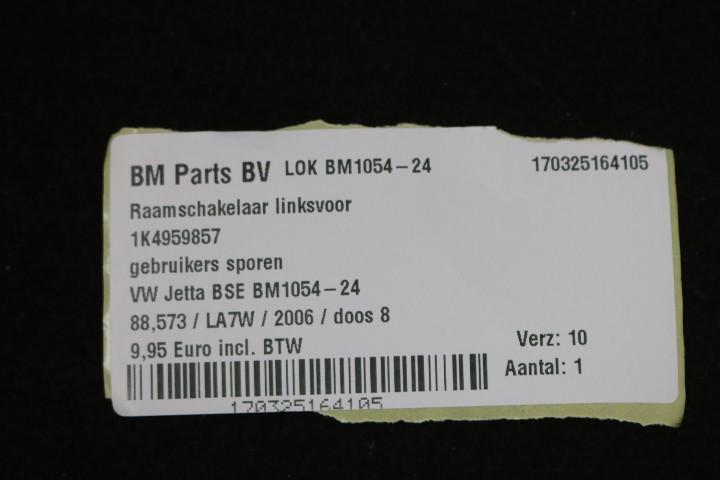 BM Parts BV LOK BM1054-24 170325164105
Raamschakelaar linksvoor
1K4959857
gebruikers sporen
VW Jetta BSE BM1054-24
88,573 / LA7W / 2006 / doos 8
9,95 Euro incl. BTW
Verz: 10
Aantal: 1
170325164105